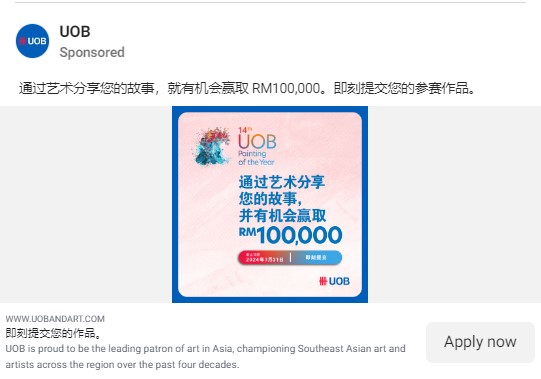 UOB
UOB
Sponsored
通过艺术分享您的故事，就有机会赢取 RM100,000。即刻提交您的参赛作品。
14th
UOB
Painting
of the Year
通过艺术分享
您的故事，
并有机会赢取
RM100,000
截止日期
2024年7月31日
即刻提交
UOB
WWW.UOBANDART.COM
即刻提交您的作品。
UOB is proud to be the leading patron of art in Asia, championing Southeast Asian art and
artists across the region over the past four decades.
Apply now